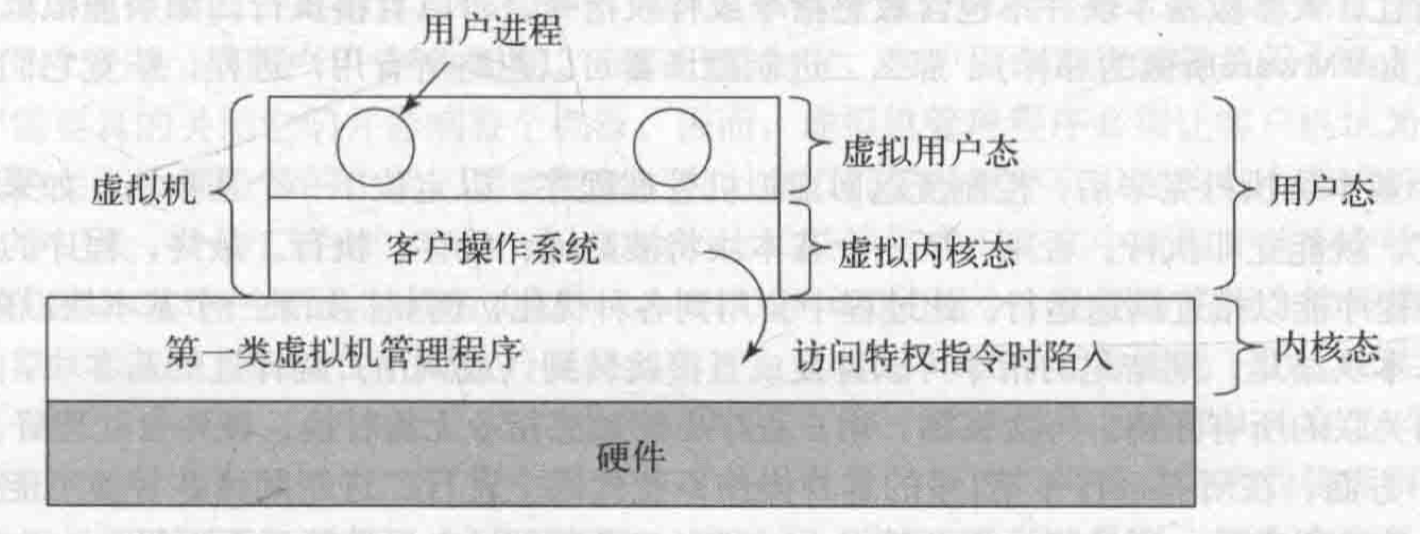 用户进程
虚拟机
虚拟用户态
用户态
客户操作系统
虚拟内核态
第一类虚拟机管理程序
访问特权指令时陷入
内核态
硬件